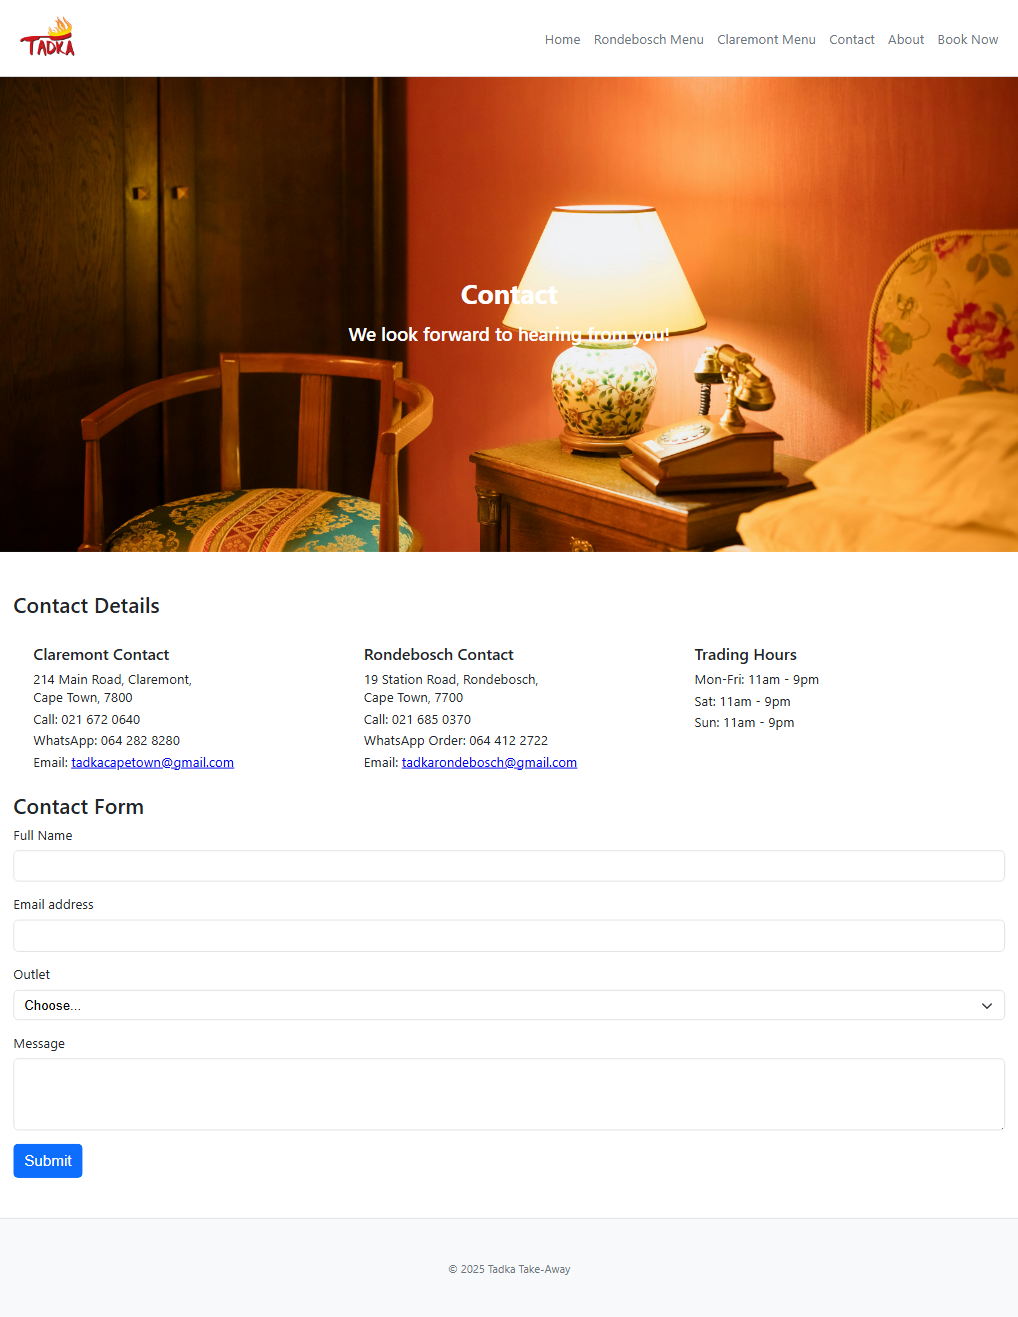 TADKA
Home Rondebosch Menu Claremont Menu Contact About Book Now
Contact
We look forward to hearing from you!
Contact Details
Claremont Contact
214 Main Road, Claremont,
Cape Town, 7800
Call: 021 672 0640
WhatsApp: 064 282 8280
Email: tadkacapetown@gmail.com
Rondebosch Contact
19 Station Road, Rondebosch,
Cape Town, 7700
Call: 021 685 0370
WhatsApp Order: 064 412 2722
Email: tadkarondebosch@gmail.com
Trading Hours
Mon-Fri: 11am - 9pm
Sat: 11am - 9pm
Sun: 11am - 9pm
Contact Form
Full Name
Email address
Outlet
Choose...
Message
Submit
© 2025 Tadka Take-Away